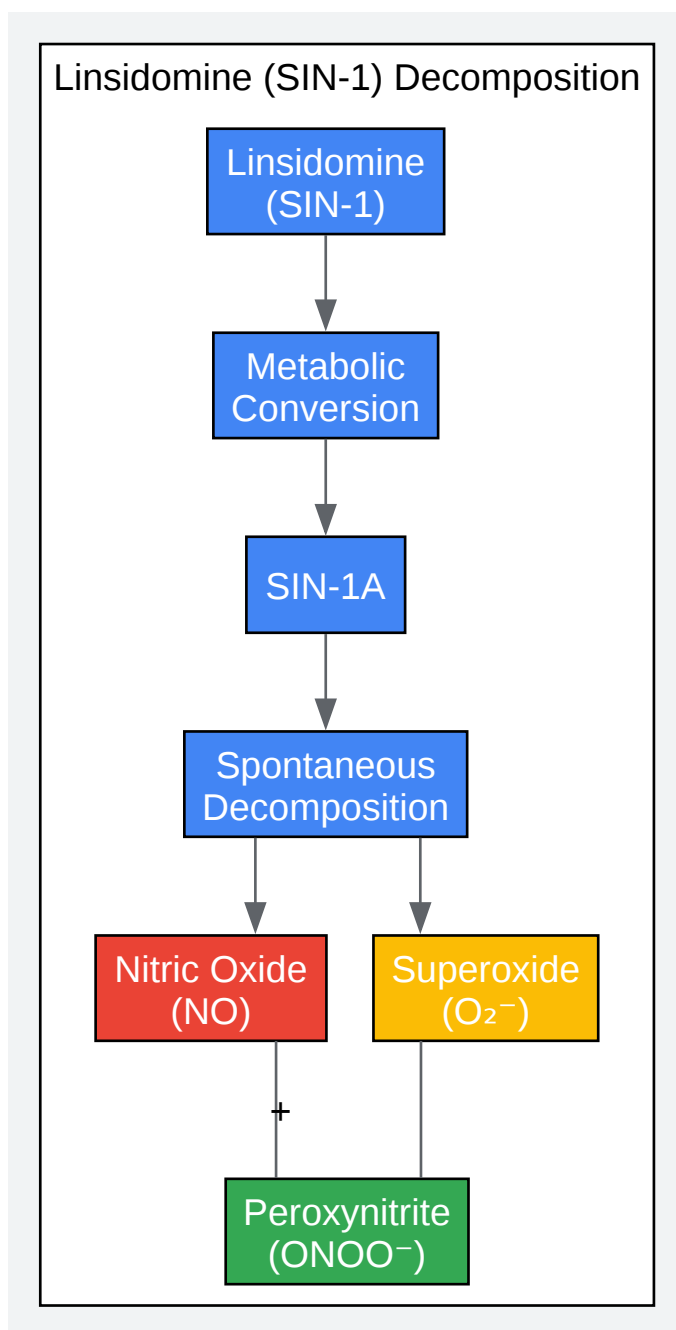 Linsidomine (SIN-1) Decomposition
Linsidomine
(SIN-1)
Metabolic
Conversion
SIN-1A
Spontaneous
Decomposition
Nitric Oxide
(NO)
Superoxide
(O₂⁻)
+
Peroxynitrite
(ONOO⁻)